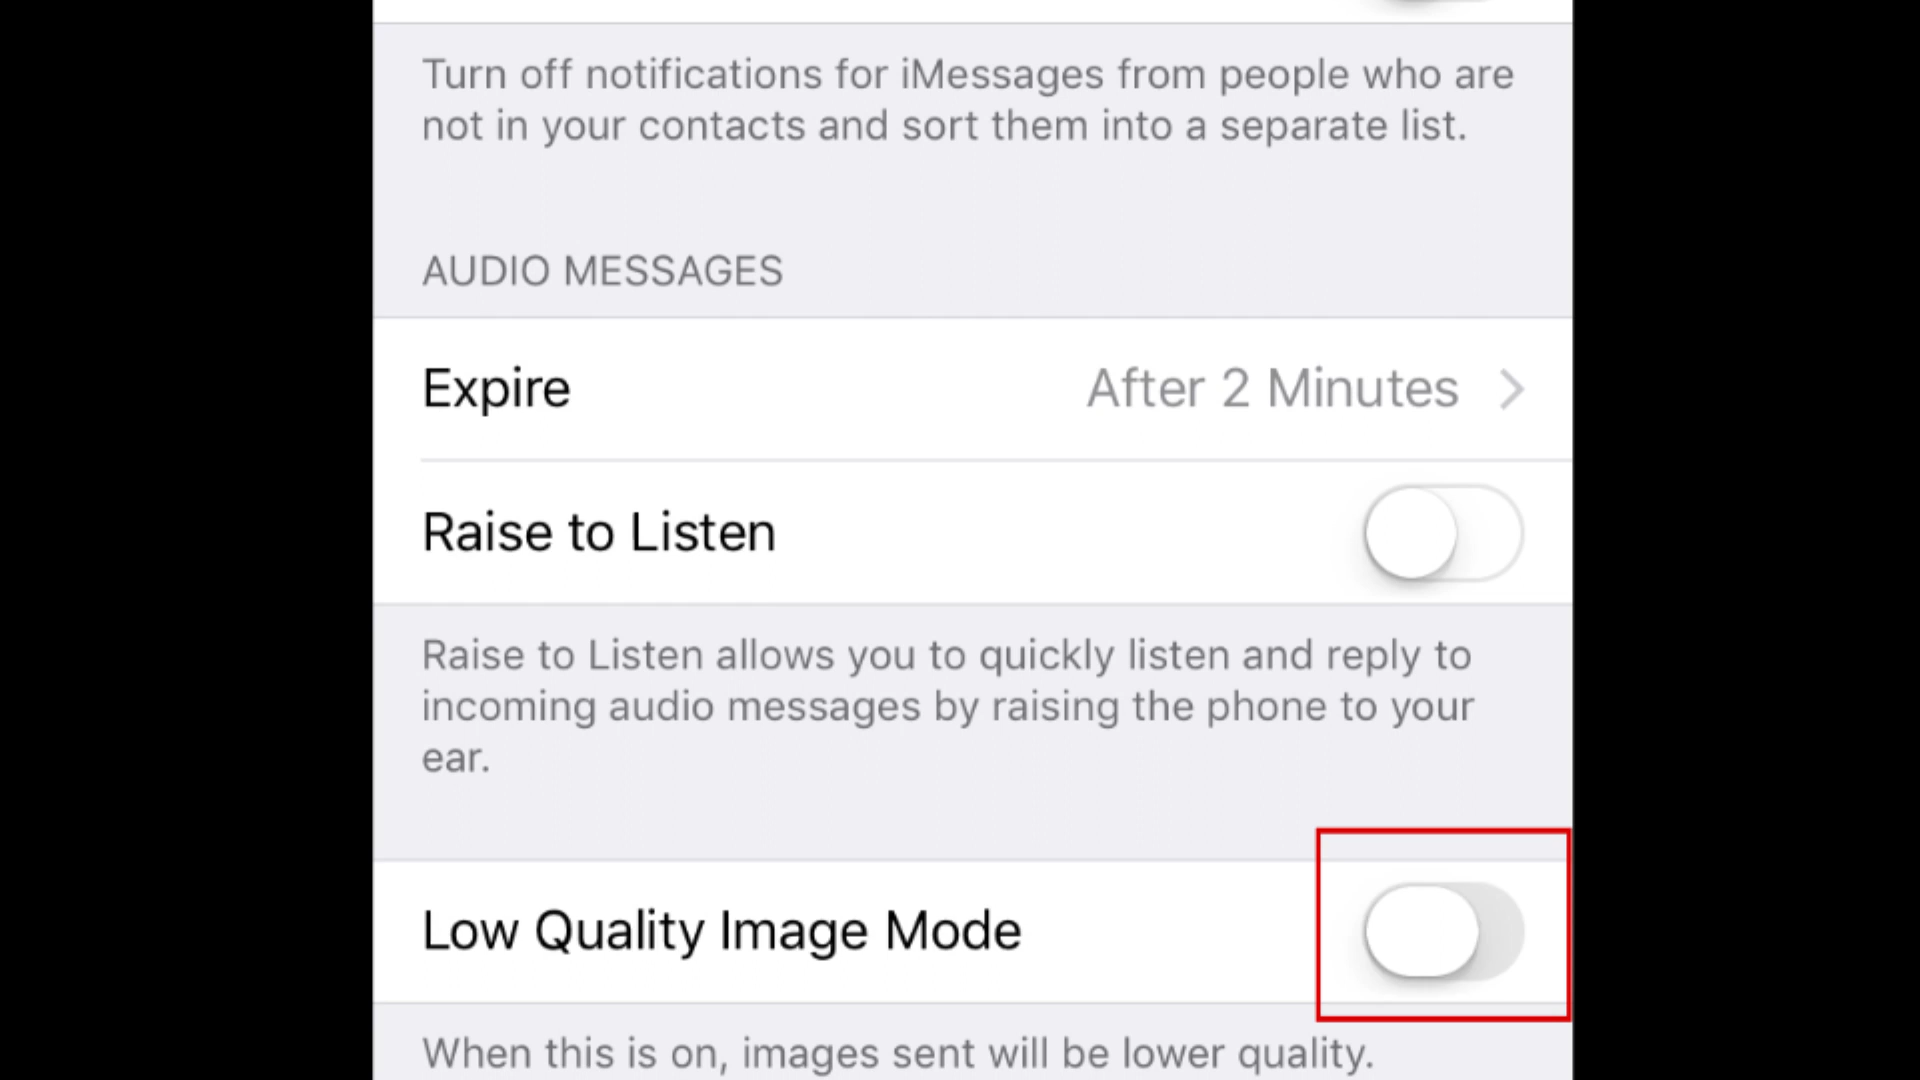 Turn off notifications for iMessages from people who are
not in your contacts and sort them into a separate list.
AUDIO MESSAGES
Expire After 2 Minutes
Raise to Listen
Raise to Listen allows you to quickly listen and reply to
incoming audio messages by raising the phone to your
ear.
Low Quality Image Mode
When this is on, images sent will be lower quality.